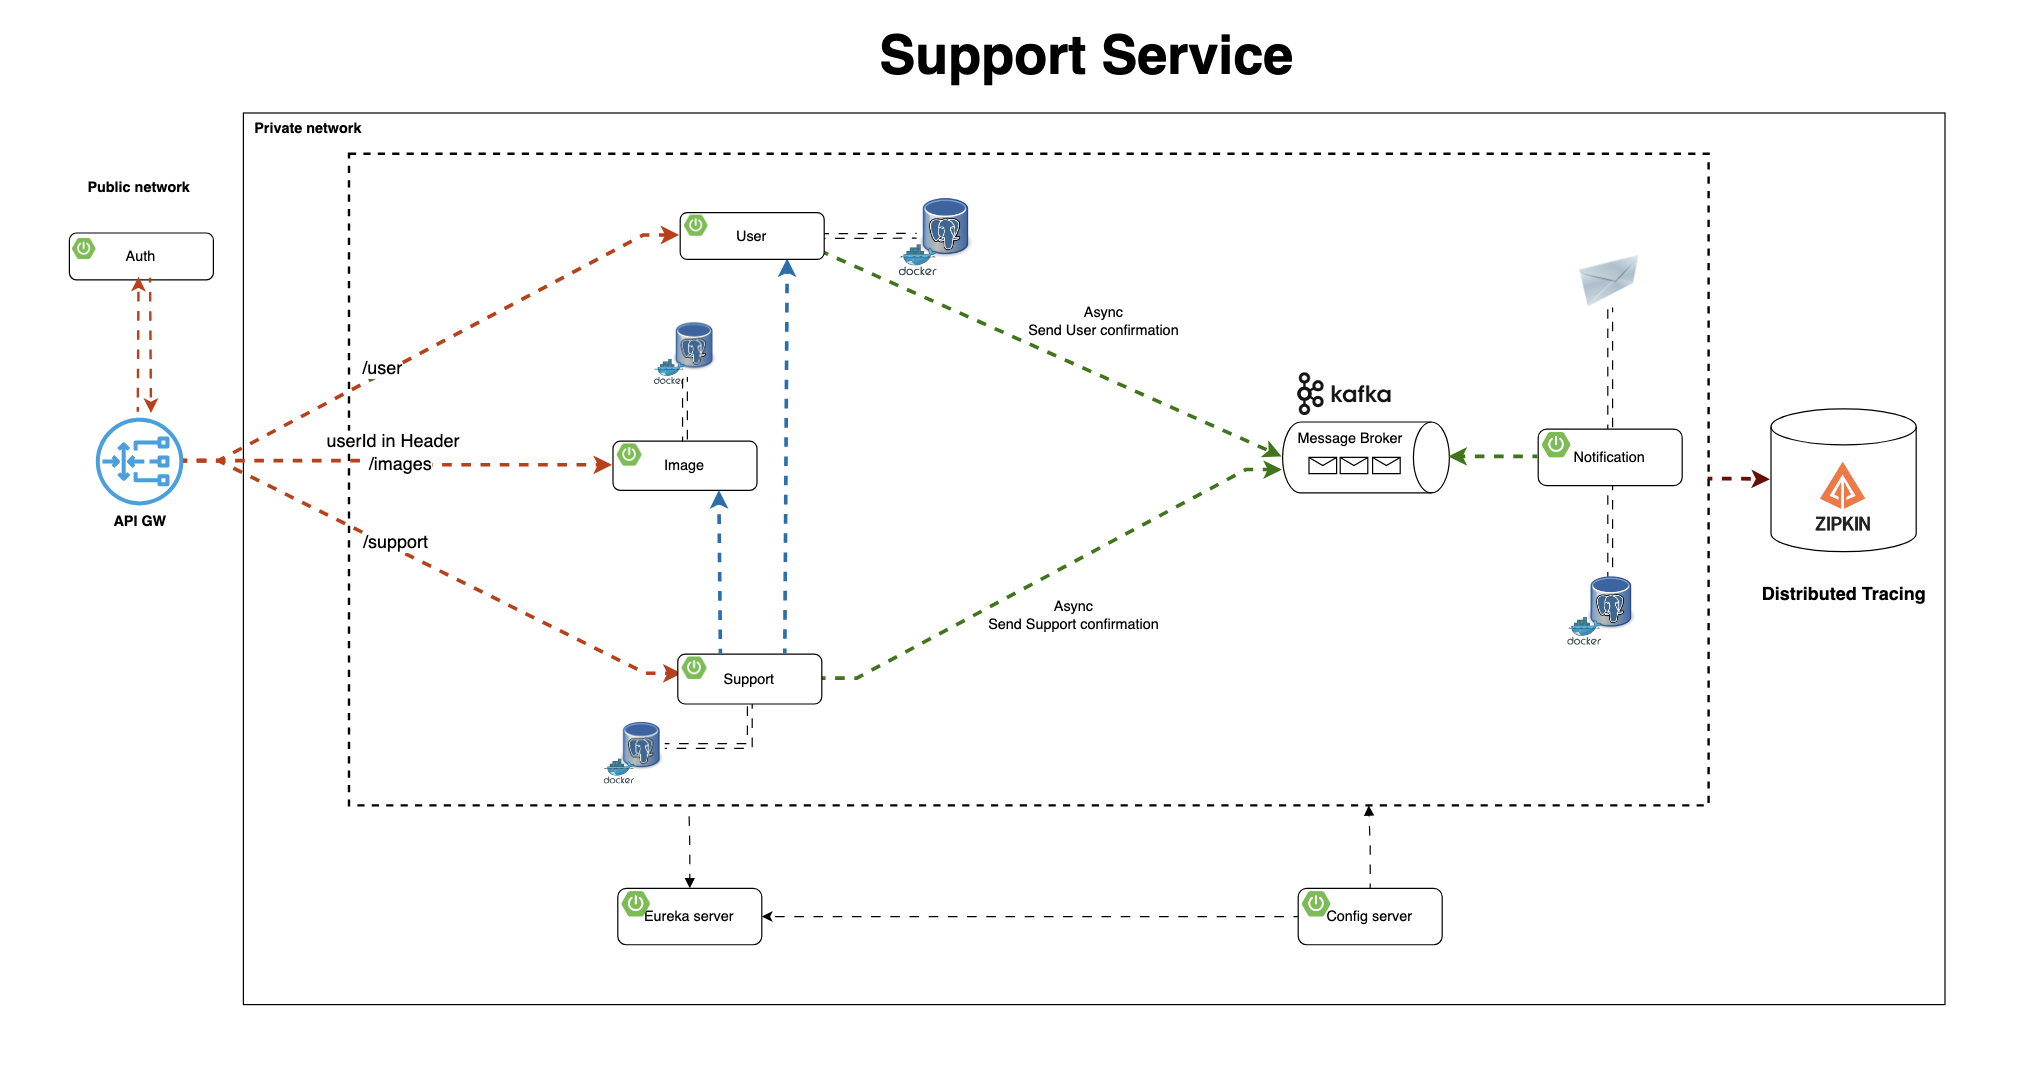 Support Service
Private network
Public network
Auth
User
docker
Async
Send User confirmation
docker
/user
kafka
userId in Header
/images
Image
Message Broker
Notification
API GW
ZIPKIN
/support
Distributed Tracing
Async
Send Support confirmation
docker
Support
docker
Eureka server
Config server